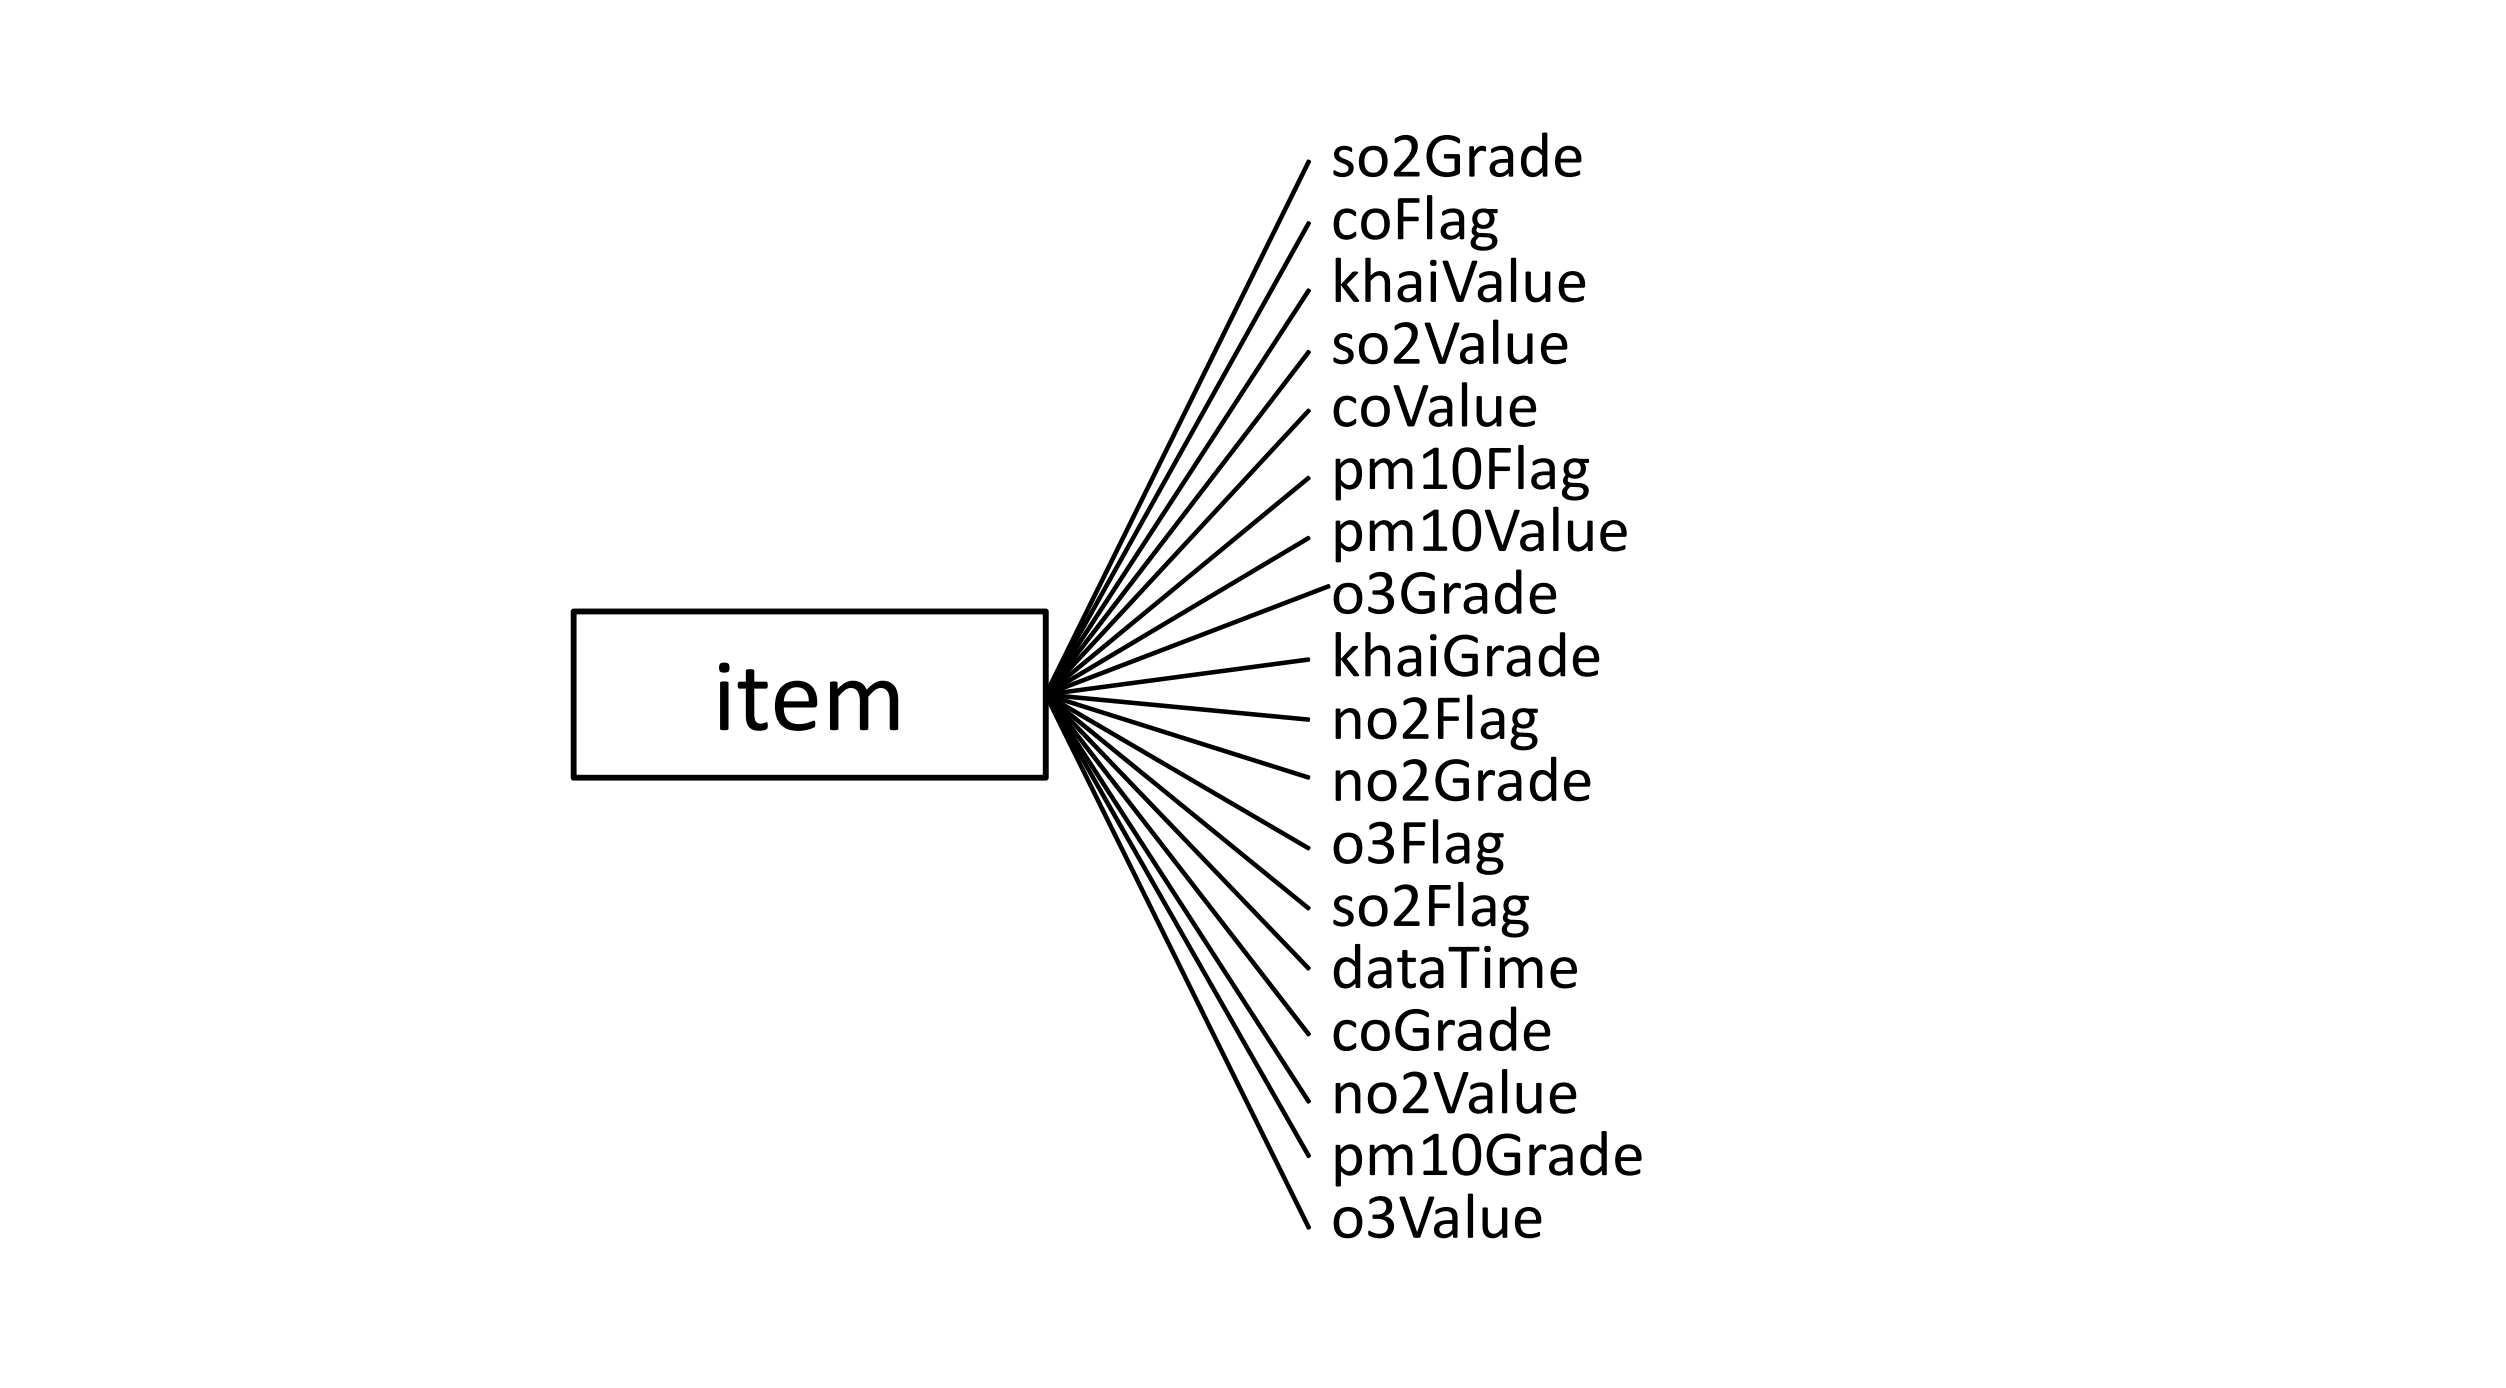 item
so2Grade
coFlag
khaiValue
so2Value
coValue
pm10Flag
pm10Value
o3Grade
khaiGrade
no2Flag
no2Grade
o3Flag
so2Flag
dataTime
coGrade
no2Value
pm10Grade
o3Value